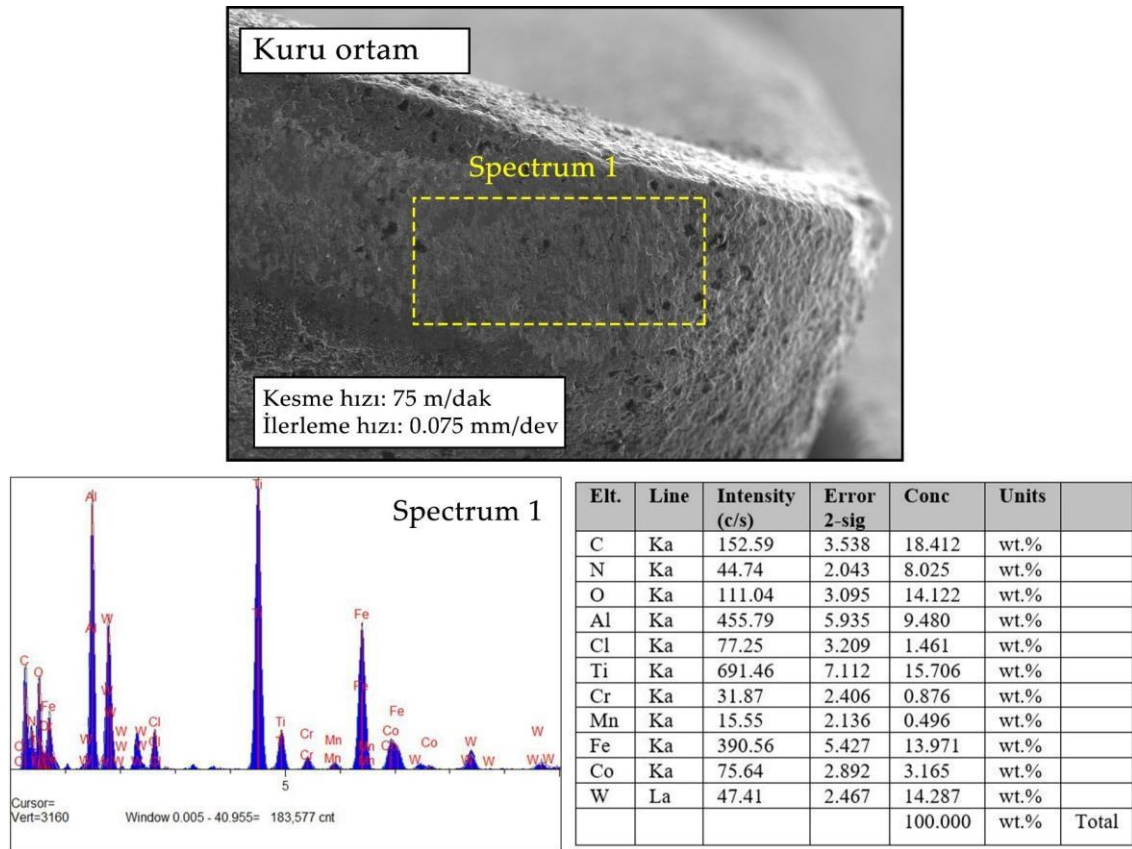 Kuru ortam
Spectrum 1
Kesme hızı: 75 m/dak
İlerleme hızı: 0.075 mm/dev
Spectrum 1
Al
Ti
W
Fe
C
O
Fe
N
Cl
Ti
Cr
Mn
Fe
Co
Co
W
W
5
Cursor=
Vert=3160 Window 0.005 - 40.955= 183,577 cnt
Elt. Line Intensity (c/s) Error 2-sig Conc Units
C Ka 152.59 3.538 18.412 wt.%
N Ka 44.74 2.043 8.025 wt.%
O Ka 111.04 3.095 14.122 wt.%
Al Ka 455.79 5.935 9.480 wt.%
Cl Ka 77.25 3.209 1.461 wt.%
Ti Ka 691.46 7.112 15.706 wt.%
Cr Ka 31.87 2.406 0.876 wt.%
Mn Ka 15.55 2.136 0.496 wt.%
Fe Ka 390.56 5.427 13.971 wt.%
Co Ka 75.64 2.892 3.165 wt.%
W La 47.41 2.467 14.287 wt.%
100.000 wt.% Total